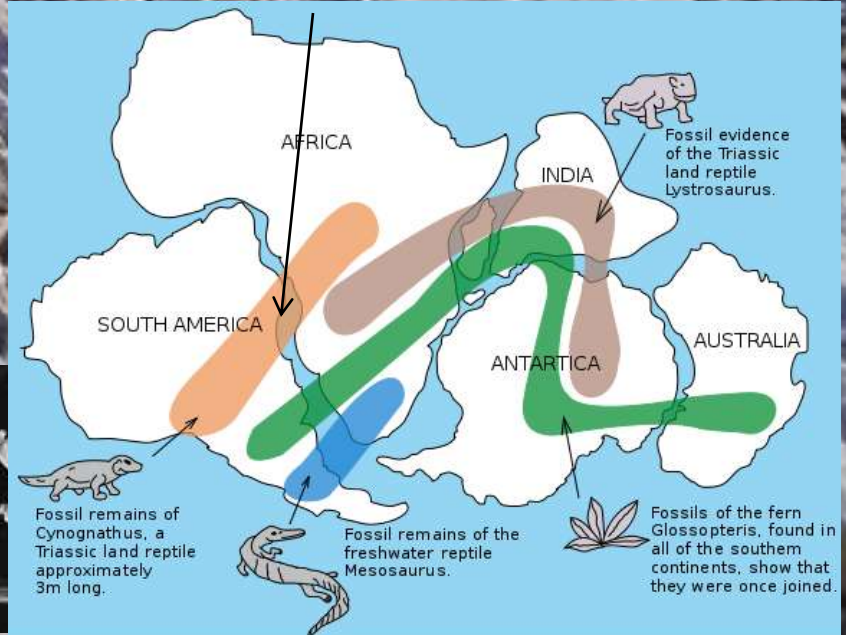 AFRICA
INDIA
Fossil evidence
of the Triassic
land reptile
Lystrosaurus.
SOUTH AMERICA
ANTARTICA
AUSTRALIA
Fossil remains of
Cynognathus, a
Triassic land reptile
approximately
3m long.
Fossil remains of the
freshwater reptile
Mesosaurus.
Fossils of the fern
Glossopteris, found in
all of the southem
continents, show that
they were once joined.